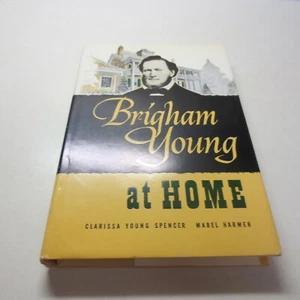 Brigham
Young
at HOME
CLARISSA YOUNG SPENCER MABEL HARMER